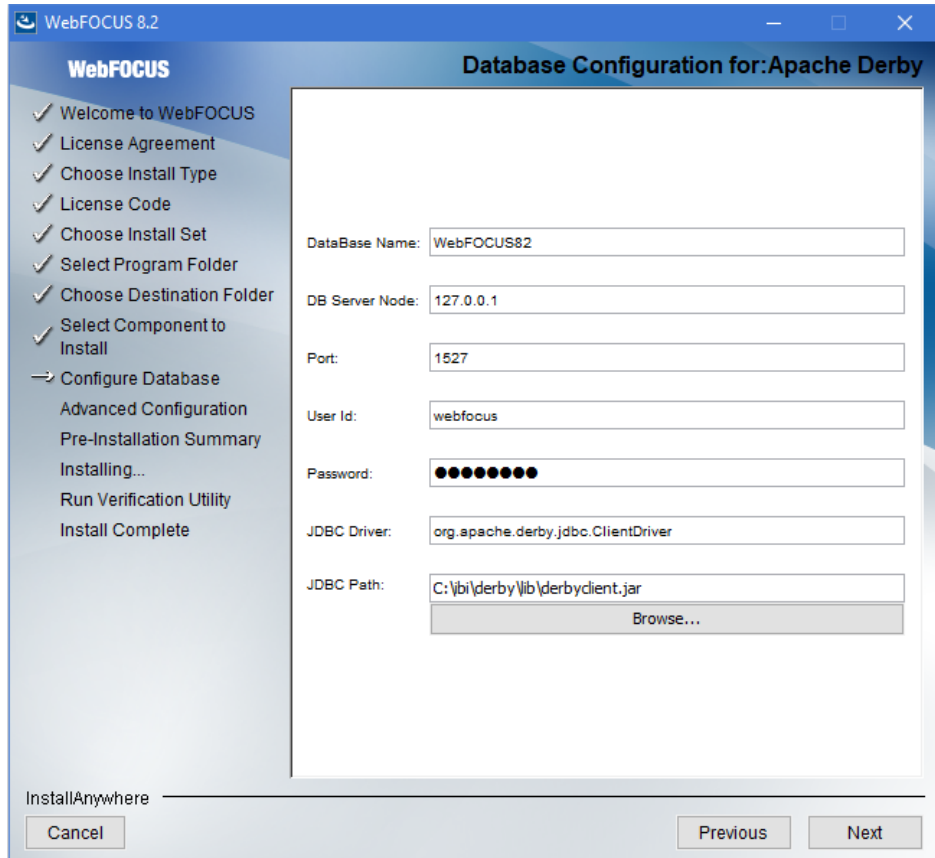 WebFOCUS 8.2
WebFOCUS
Database Configuration for:Apache Derby
Welcome to WebFOCUS
License Agreement
Choose Install Type
License Code
Choose Install Set
Select Program Folder
Choose Destination Folder
Select Component to
Install
Configure Database
Advanced Configuration
Pre-Installation Summary
Installing...
Run Verification Utility
Install Complete
DataBase Name: WebFOCUS82
DB Server Node: 127.0.0.1
Port: 1527
User Id: webfocus
Password: ●●●●●●●●
JDBC Driver: org.apache.derby.jdbc.ClientDriver
JDBC Path: C:\ibi\derby\lib\derbyclient.jar
Browse...
InstallAnywhere
Cancel Previous Next